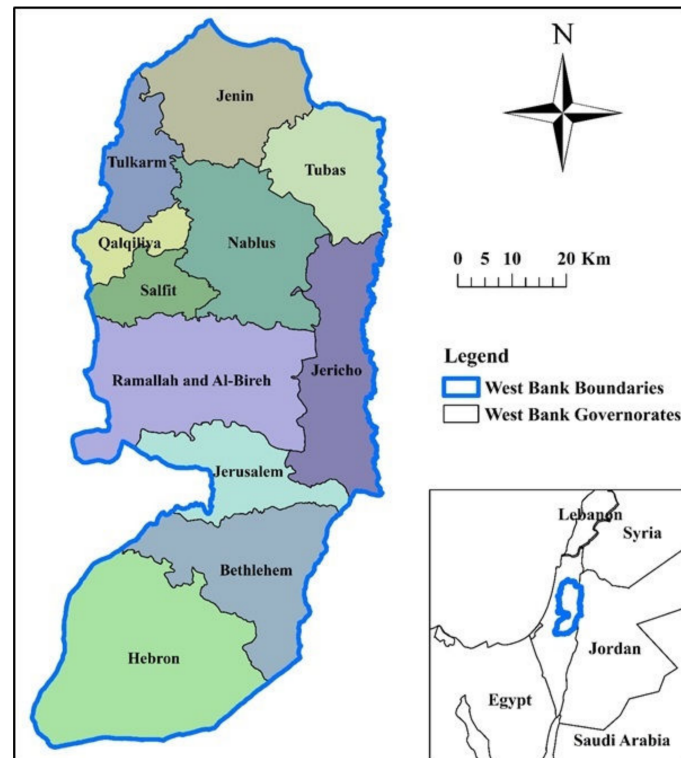 N
Jenin
Tulkarm
Tubas
Qalqiliya
Nablus
Salfit
Ramallah and Al-Bireh
Jericho
Jerusalem
Bethlehem
Hebron
0 5 10 20 Km
Legend
West Bank Boundaries
West Bank Governorates
Lebanon
Syria
Jordan
Egypt
Saudi Arabia